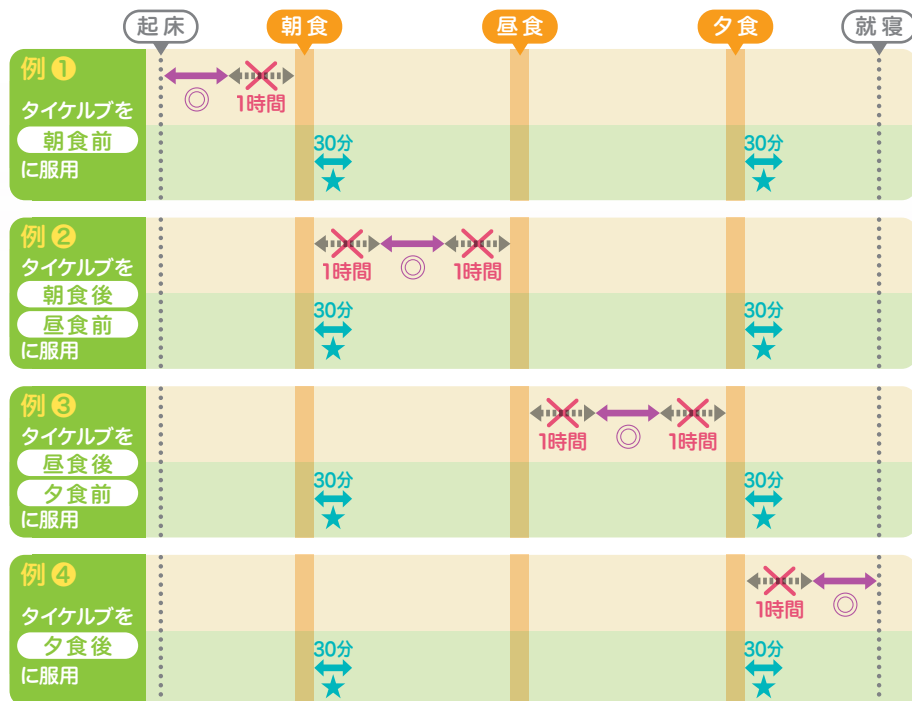 起床 朝食 昼食 夕食 就寝
例❶
タイケルブを
朝食前
に服用
◎ 1時間
30分 30分
★ ★
例❷
タイケルブを
朝食後
昼食前
に服用
1時間 ◎ 1時間
30分 30分
★ ★
例❸
タイケルブを
昼食後
夕食前
に服用
1時間 ◎ 1時間
30分 30分
★ ★
例❹
タイケルブを
夕食後
に服用
1時間 ◎
30分 30分
★ ★